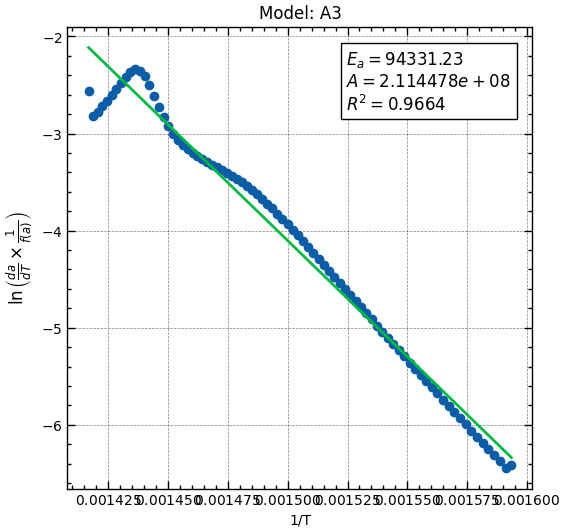 Model: A3
E_a = 94331.23
A = 2.114478e + 08
R^2 = 0.9664
−2
−3
−4
−5
−6
ln(da/dT × 1/f(a))
0.001425 0.001450 0.001475 0.001500 0.001525 0.001550 0.001575 0.001600
1/T